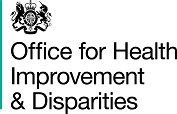 Office for Health
Improvement
& Disparities